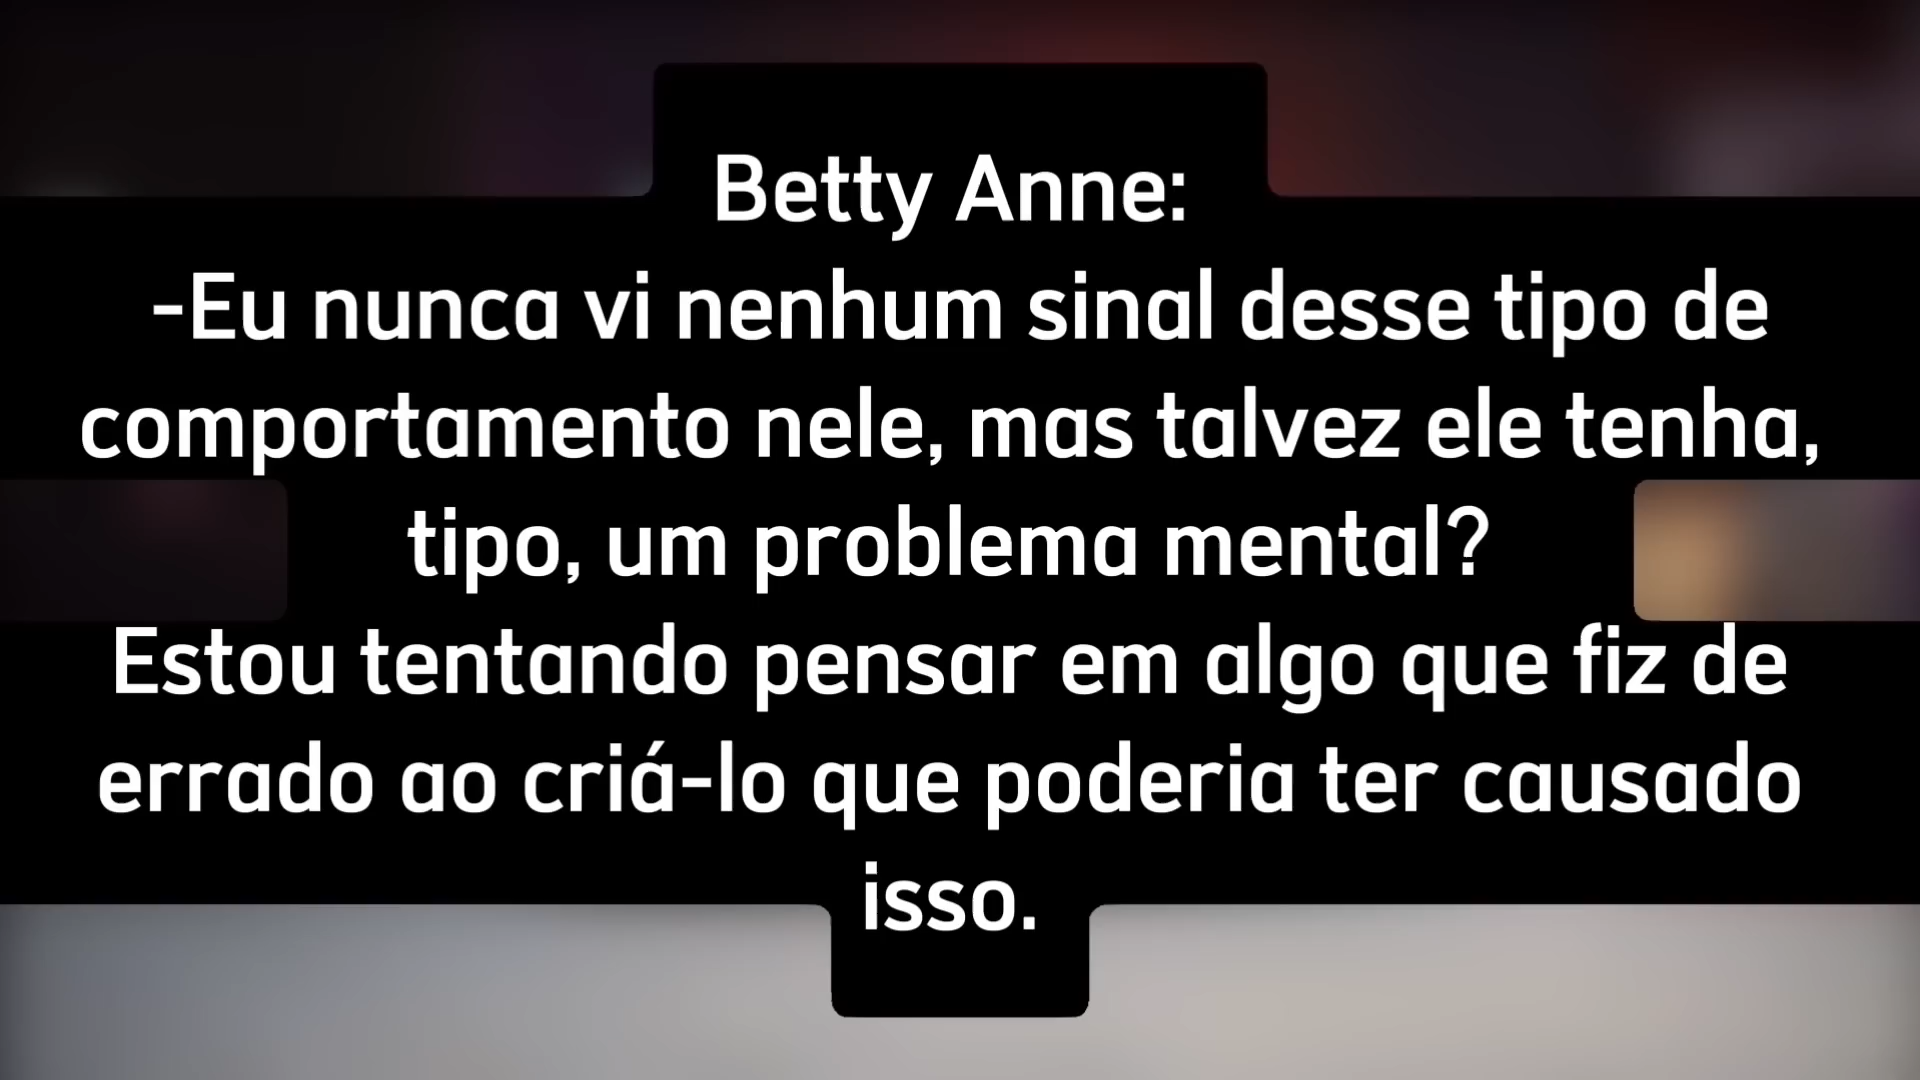 Betty Anne:
-Eu nunca vi nenhum sinal desse tipo de
comportamento nele, mas talvez ele tenha,
tipo, um problema mental?
Estou tentando pensar em algo que fiz de
errado ao criá-lo que poderia ter causado
isso.